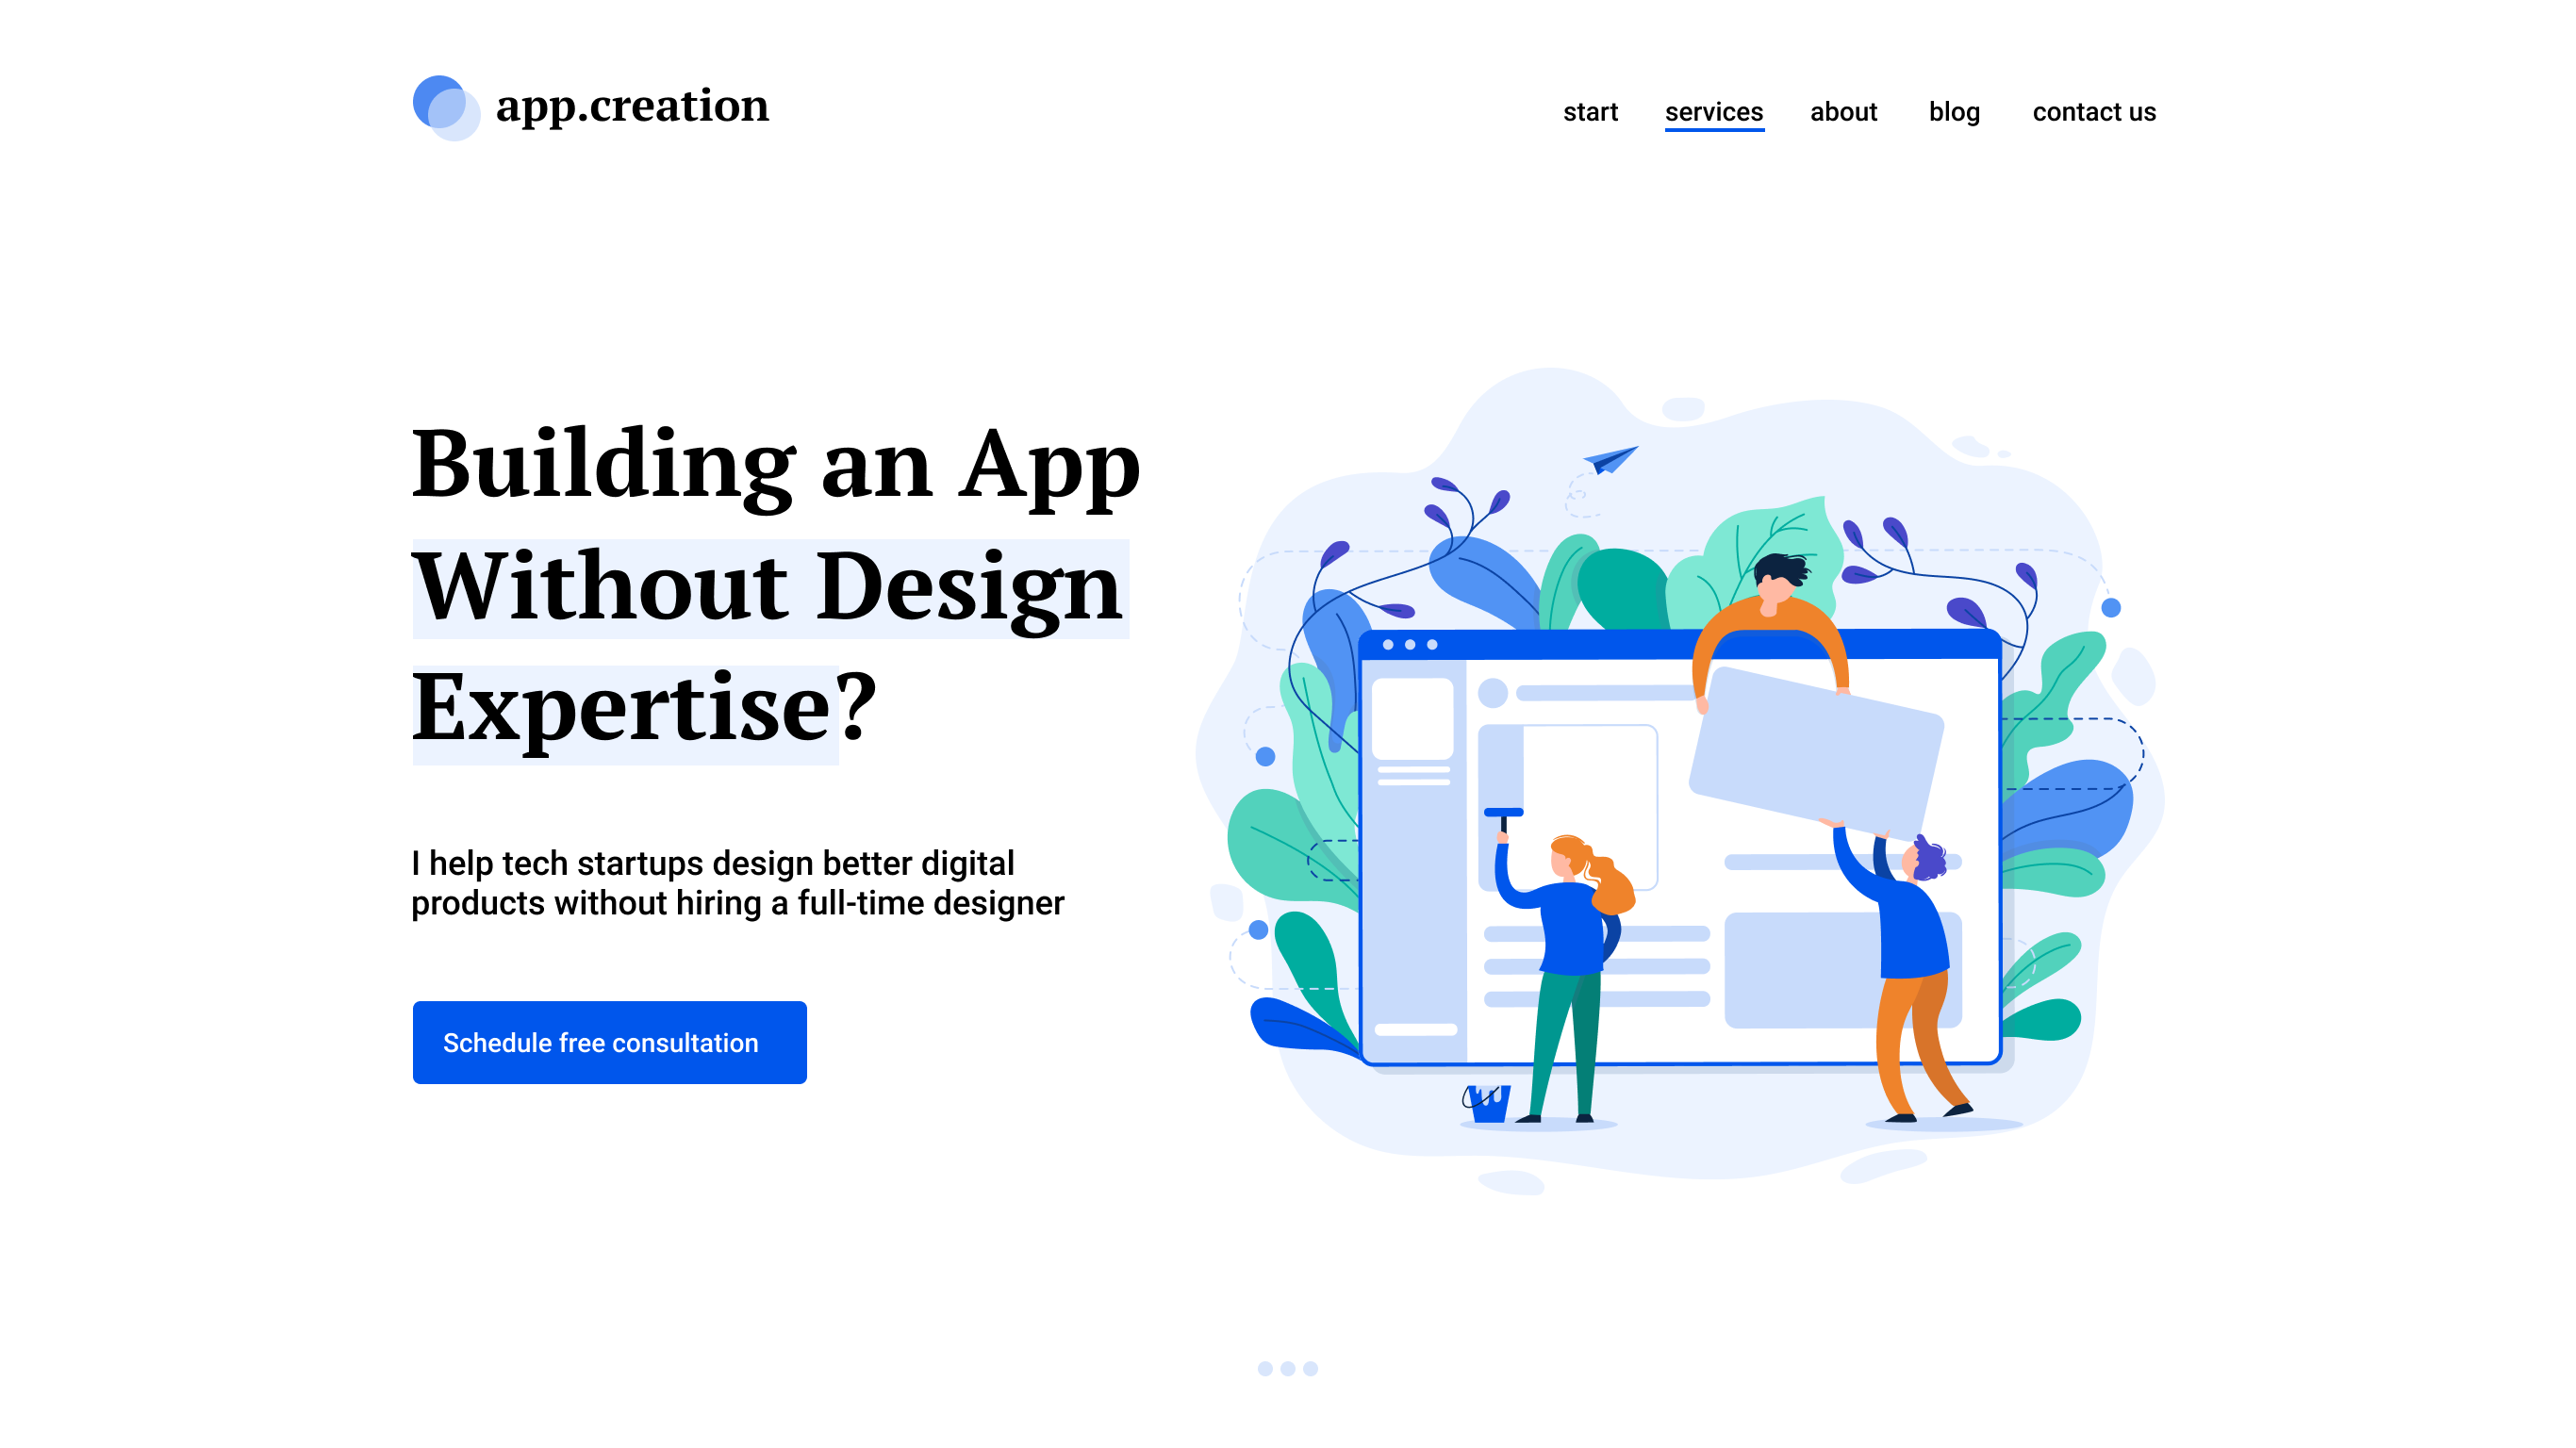 app.creation
start services about blog contact us
Building an App
Without Design
Expertise?
I help tech startups design better digital
products without hiring a full-time designer
Schedule free consultation